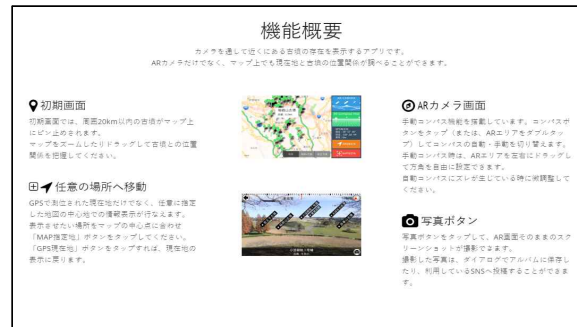 機能概要
カメラを通して近くにある古墳の存在を表示するアプリです。
ARカメラだけでなく、マップ上でも現在地と古墳の位置関係が調べることができます。
初期画面
初期画面では、周囲20km以内の古墳がマップ上
にピン止めされます。
マップをズームしたりドラッグして古墳との位置
関係を把握してください。
任意の場所へ移動
GPSで測位された現在地だけでなく、任意に指定
した地図の中心地での情報表示が行なえます。
表示させたい場所をマップの中心点に合わせ
「MAP指定地」ボタンをタップしてください。
「GPS現在地」ボタンをタップすれば、現在地の
表示に戻ります。
ARカメラ画面
手動コンパス機能を搭載しています。コンパスボ
タンをタップ（または、ARエリアをダブルタッ
プ）してコンパスの自動・手動を切り替えます。
手動コンパス時は、ARエリアを左右にドラッグし
て方角を自由に設定できます。
自動コンパスにズレが生じている時に微調整して
ください。
写真ボタン
写真ボタンをタップして、AR画面そのままのスク
リーンショットが撮影できます。
撮影した写真は、ダイアログでアルバムに保存し
たり、利用しているSNSへ投稿することができま
す。